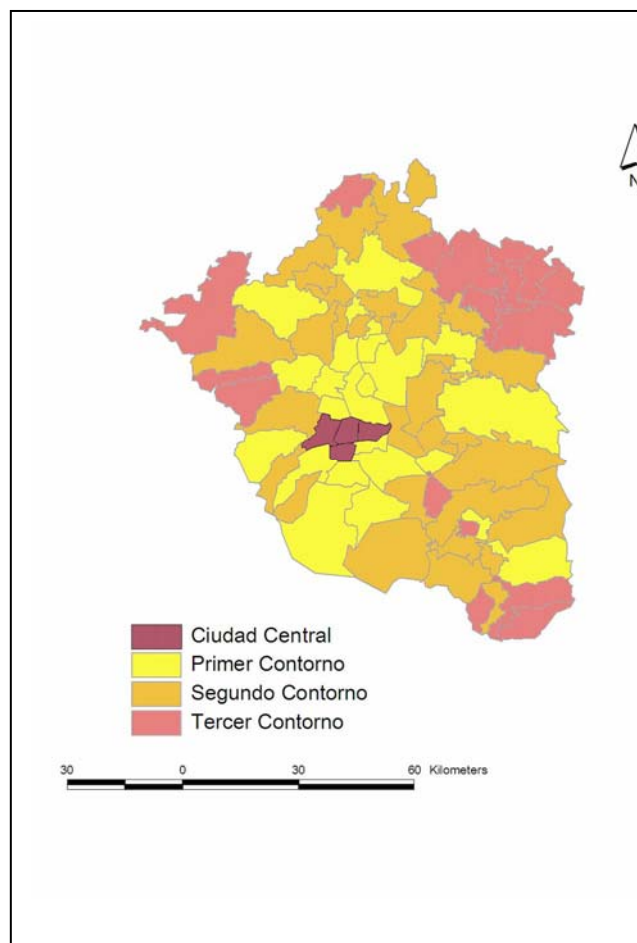 N
Ciudad Central
Primer Contorno
Segundo Contorno
Tercer Contorno
30 0 30 60 Kilometers